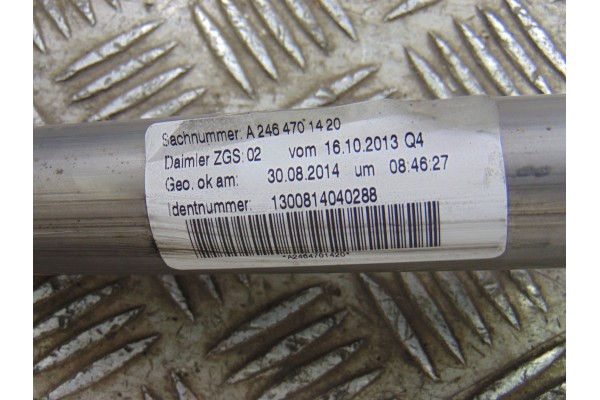 Sachnummer: A 246 470 14 20
Daimler ZGS: 02 vom 16.10.2013 Q4
Geo. ok am: 30.08.2014 um 08:46:27
Identnummer: 1300814040288
*A2464701420*